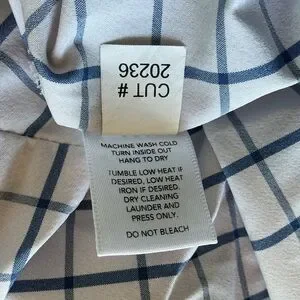 CUT #
20236
MACHINE WASH COLD
TURN INSIDE OUT
HANG TO DRY
TUMBLE LOW HEAT IF
DESIRED, LOW HEAT
IRON IF DESIRED.
DRY CLEANING
LAUNDER AND
PRESS ONLY.
DO NOT BLEACH